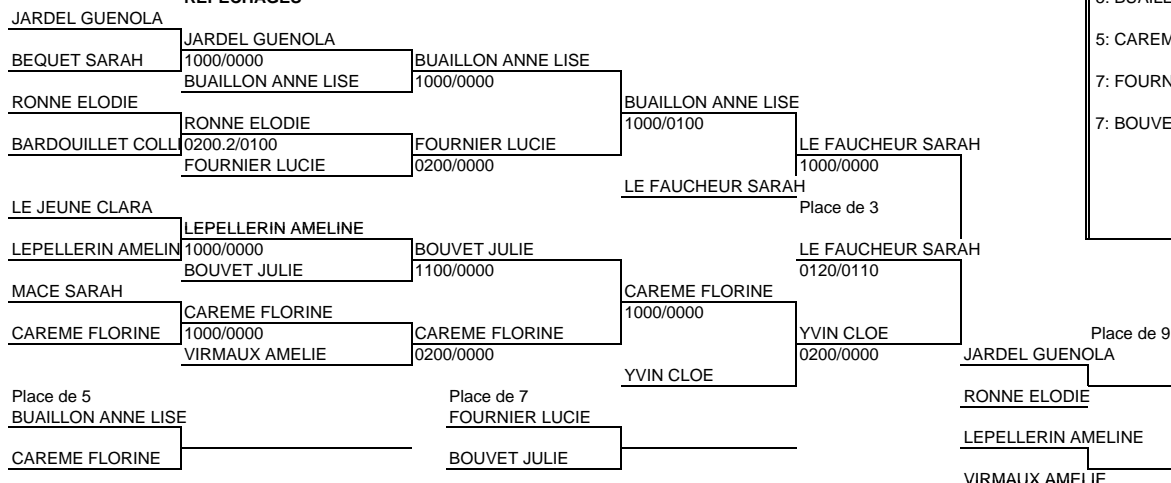 JARDEL GUENOLA
JARDEL GUENOLA
BEQUET SARAH
1000/0000
BUAILLON ANNE LISE
BUAILLON ANNE LISE
1000/0000
RONNE ELODIE
BUAILLON ANNE LISE
RONNE ELODIE
1000/0100
BARDOUILLET COLLI
0200.2/0100
FOURNIER LUCIE
LE FAUCHEUR SARAH
FOURNIER LUCIE
0200/0000
1000/0000
LE FAUCHEUR SARAH
LE JEUNE CLARA
Place de 3
LEPELLERIN AMELINE
LEPELLERIN AMELIN
1000/0000
BOUVET JULIE
LE FAUCHEUR SARAH
BOUVET JULIE
1100/0000
0120/0110
MACE SARAH
CAREME FLORINE
CAREME FLORINE
1000/0000
CAREME FLORINE
1000/0000
CAREME FLORINE
YVIN CLOE
Place de 9
VIRMAUX AMELIE
0200/0000
0200/0000
JARDEL GUENOLA
YVIN CLOE
Place de 5
Place de 7
RONNE ELODIE
BUAILLON ANNE LISE
FOURNIER LUCIE
LEPELLERIN AMELINE
CAREME FLORINE
BOUVET JULIE
VIRMAUX AMELIE
5: CAREM
7: FOURN
7: BOUVE